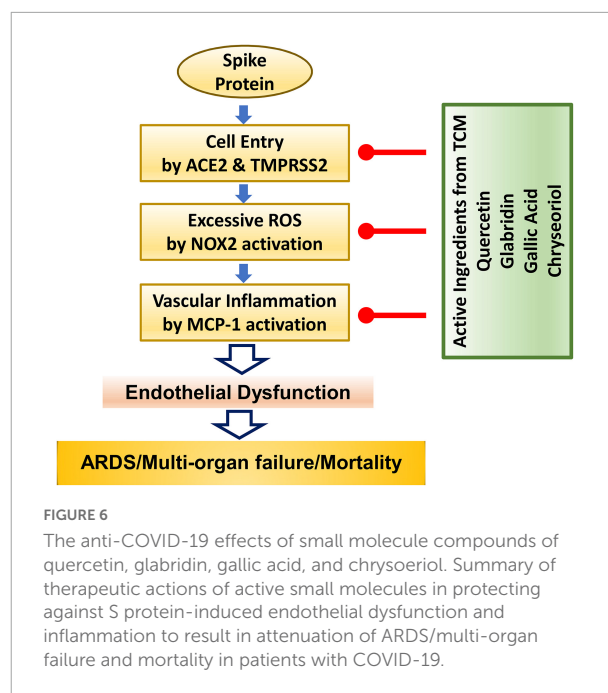 Spike
Protein
Cell Entry
by ACE2 & TMPRSS2
Excessive ROS
by NOX2 activation
Vascular Inflammation
by MCP-1 activation
Endothelial Dysfunction
ARDS/Multi-organ failure/Mortality
Active Ingredients from TCM
Quercetin
Glabridin
Gallic Acid
Chryseoriol
FIGURE 6
The anti-COVID-19 effects of small molecule compounds of
quercetin, glabridin, gallic acid, and chrysoeriol. Summary of
therapeutic actions of active small molecules in protecting
against S protein-induced endothelial dysfunction and
inflammation to result in attenuation of ARDS/multi-organ
failure and mortality in patients with COVID-19.